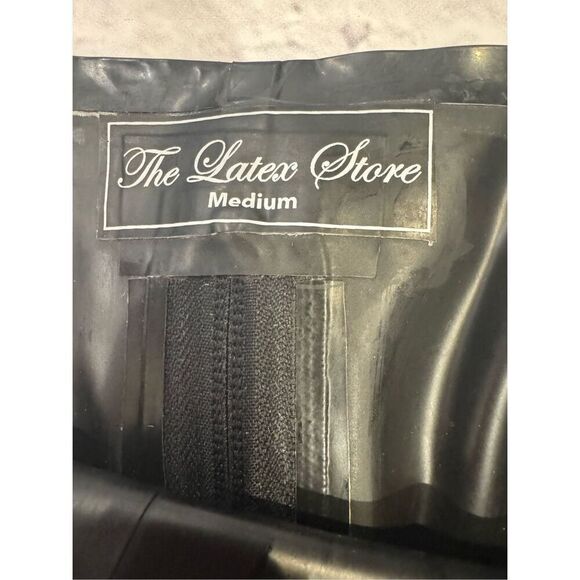 The Latex Store
Medium